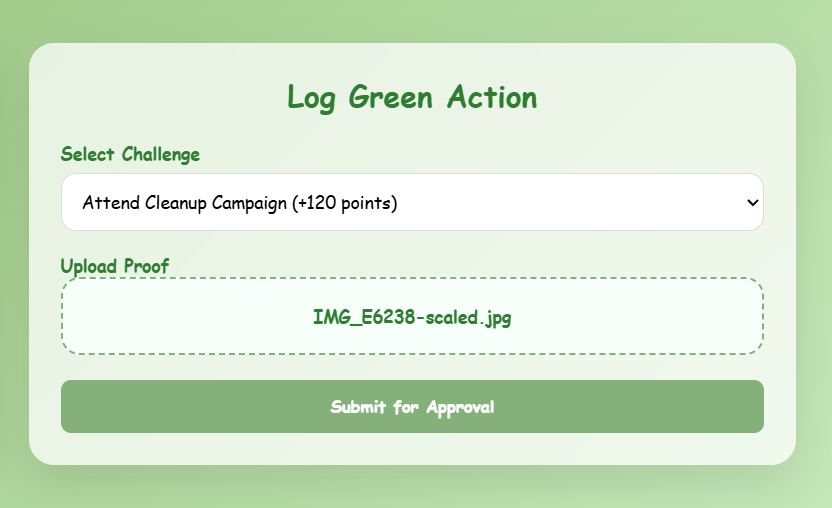 Log Green Action
Select Challenge
Attend Cleanup Campaign (+120 points)
Upload Proof
IMG_E6238-scaled.jpg
Submit for Approval